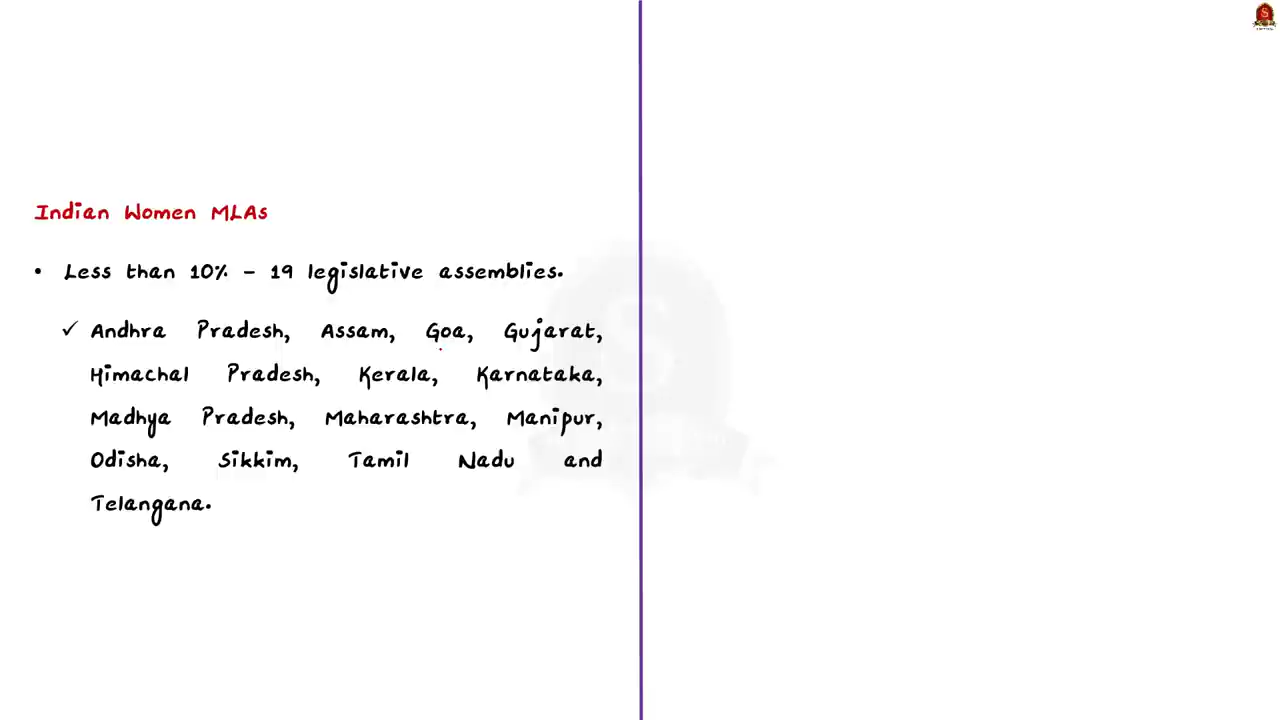 Indian Women MLAs
• Less than 10% – 19 legislative assemblies.
✓ Andhra Pradesh, Assam, Goa, Gujarat,
Himachal Pradesh, Kerala, Karnataka,
Madhya Pradesh, Maharashtra, Manipur,
Odisha, Sikkim, Tamil Nadu and
Telangana.